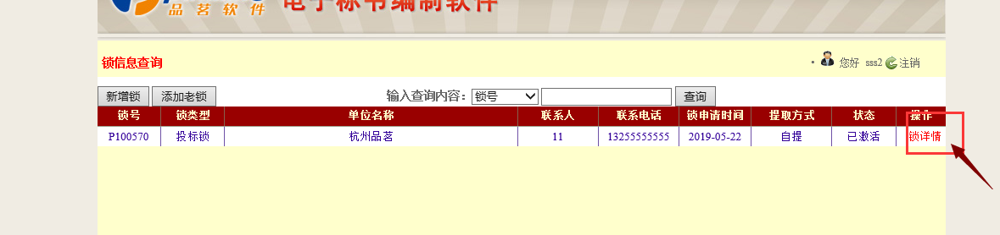 品茗软件 电子标书编制软件
锁信息查询
• 您好 sss2 注销
新增锁 添加老锁 输入查询内容： 锁号 查询
锁号 锁类型 单位名称 联系人 联系电话 锁申请时间 提取方式 状态 操作
P100570 投标锁 杭州品茗 11 13255555555 2019-05-22 自提 已激活 锁详情